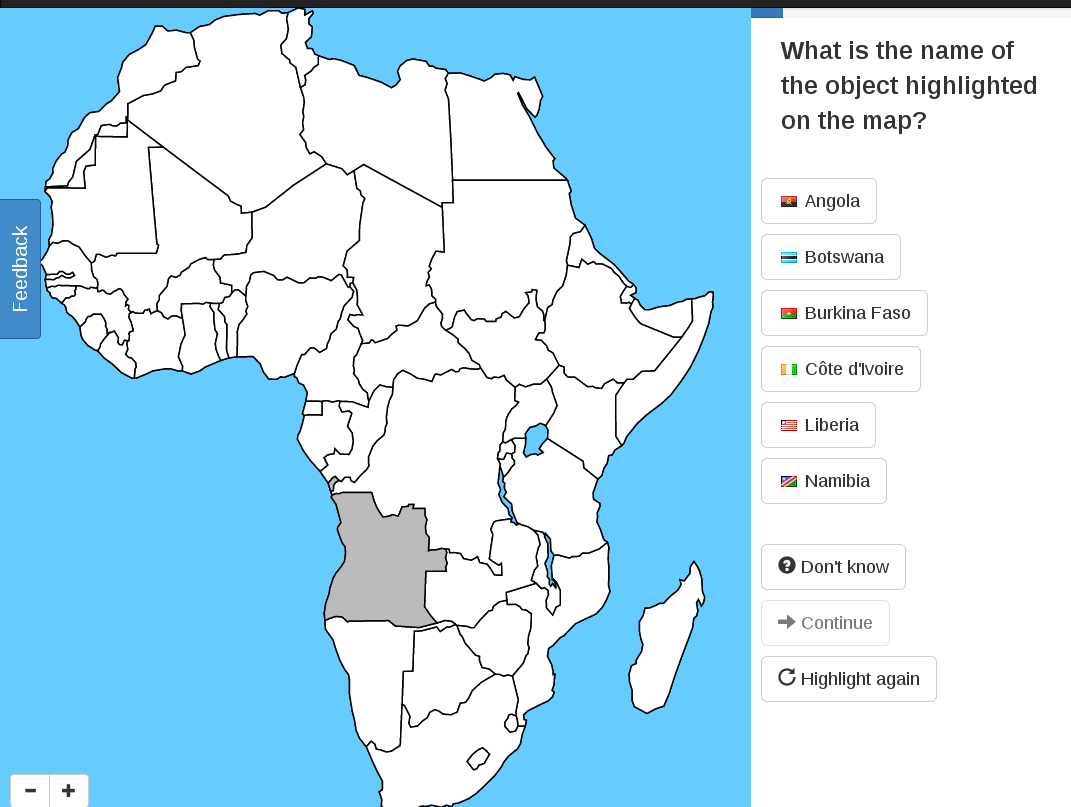 What is the name of
the object highlighted
on the map?
Angola
Botswana
Burkina Faso
Côte d'Ivoire
Liberia
Namibia
Don't know
Continue
Highlight again
Feedback